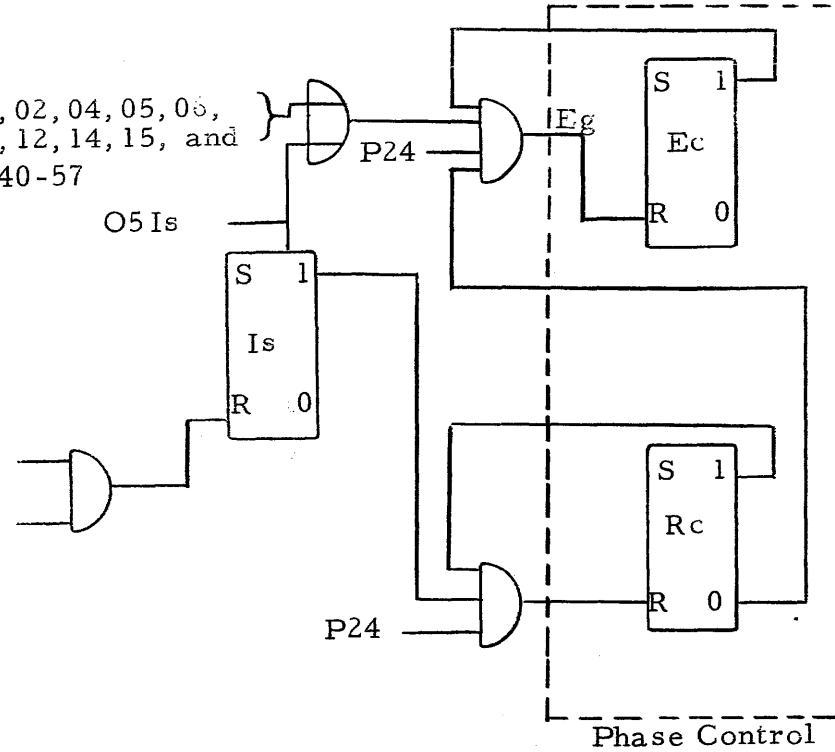 , 02, 04, 05, 06,
, 12, 14, 15, and
40-57
O5 Is
P24
Eg
S 1
Ec
R 0
S 1
Is
R 0
S 1
Rc
R 0
P24
Phase Control